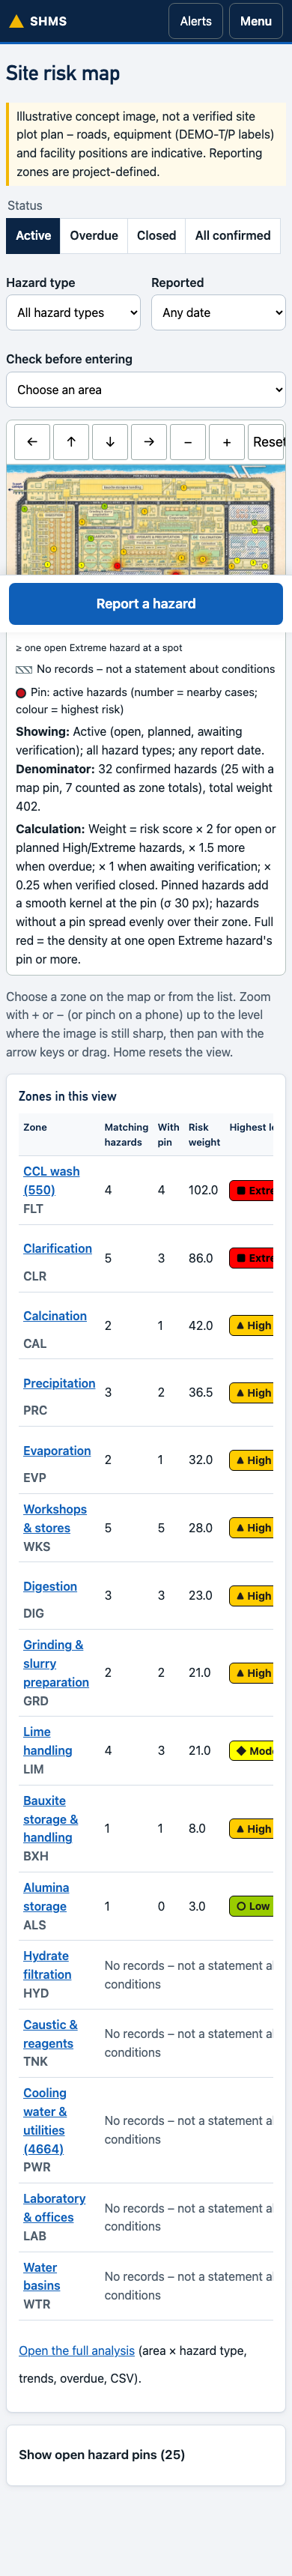 SHMS
Alerts
Menu
Site risk map
Illustrative concept image, not a verified site
plot plan – roads, equipment (DEMO-T/P labels)
and facility positions are indicative. Reporting
zones are project-defined.
Status
Active
Overdue
Closed
All confirmed
Hazard type
Reported
All hazard types
Any date
Check before entering
Choose an area
← ↑ ↓ → − + Reset
Report a hazard
≥ one open Extreme hazard at a spot
No records – not a statement about conditions
Pin: active hazards (number = nearby cases;
colour = highest risk)
Showing: Active (open, planned, awaiting
verification); all hazard types; any report date.
Denominator: 32 confirmed hazards (25 with a
map pin, 7 counted as zone totals), total weight
402.
Calculation: Weight = risk score × 2 for open or
planned High/Extreme hazards, × 1.5 more
when overdue; × 1 when awaiting verification; ×
0.25 when verified closed. Pinned hazards add
a smooth kernel at the pin (σ 30 px); hazards
without a pin spread evenly over their zone. Full
red = the density at one open Extreme hazard's
pin or more.
Choose a zone on the map or from the list. Zoom
with + or − (or pinch on a phone) up to the level
where the image is still sharp, then pan with the
arrow keys or drag. Home resets the view.
Zones in this view
Zone
Matching
hazards
With
pin
Risk
weight
Highest
CCL wash
(550)
FLT
4 4 102.0 Extre
Clarification
CLR
5 3 86.0 Extre
Calcination
CAL
2 1 42.0 High
Precipitation
PRC
3 2 36.5 High
Evaporation
EVP
2 1 32.0 High
Workshops
& stores
WKS
5 5 28.0 High
Digestion
DIG
3 3 23.0 High
Grinding &
slurry
preparation
GRD
2 2 21.0 High
Lime
handling
LIM
4 3 21.0 Mod
Bauxite
storage &
handling
BXH
1 1 8.0 High
Alumina
storage
ALS
1 0 3.0 Low
Hydrate
filtration
HYD
No records – not a statement a
conditions
Caustic &
reagents
TNK
No records – not a statement a
conditions
Cooling
water &
utilities
(4664)
PWR
No records – not a statement a
conditions
Laboratory
& offices
LAB
No records – not a statement a
conditions
Water
basins
WTR
No records – not a statement a
conditions
Open the full analysis (area × hazard type,
trends, overdue, CSV).
Show open hazard pins (25)